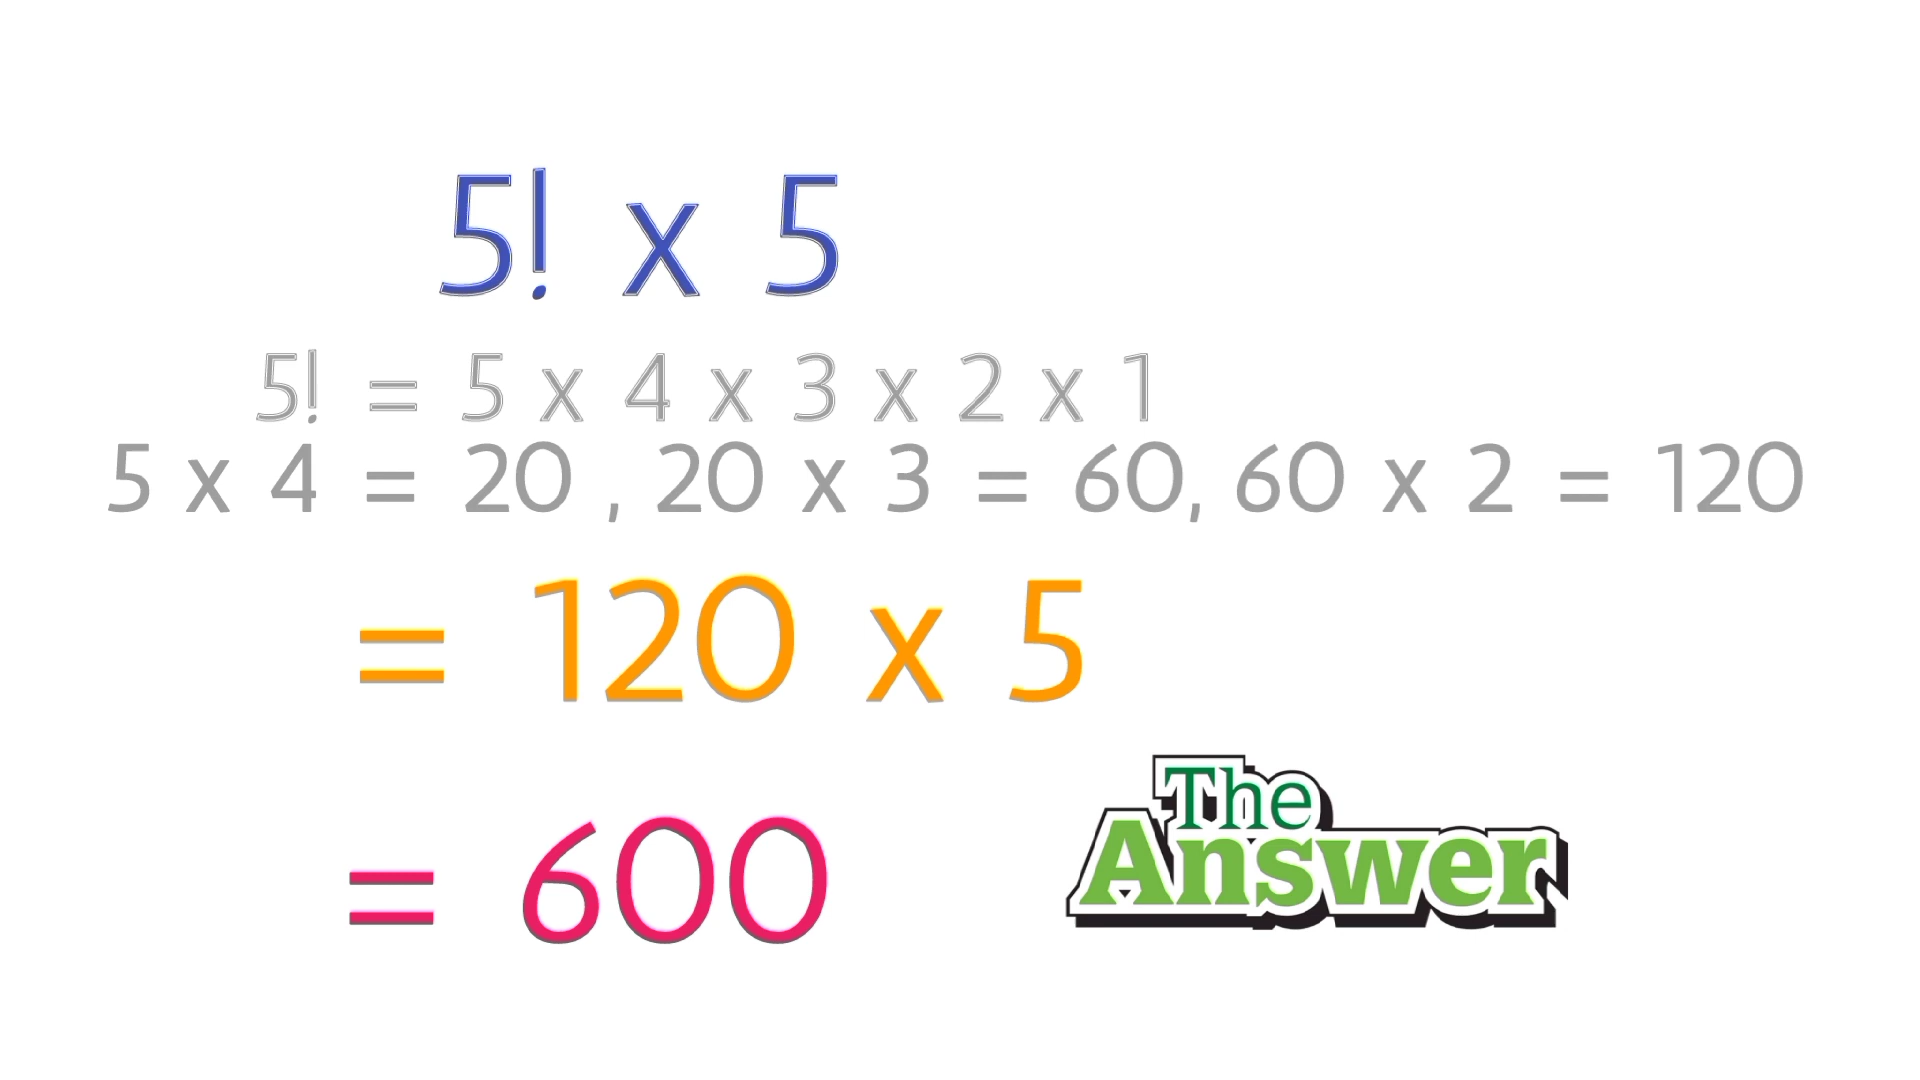 5! x 5
5! = 5 x 4 x 3 x 2 x 1
5 x 4 = 20 , 20 x 3 = 60, 60 x 2 = 120
= 120 x 5
= 600
The
Answer